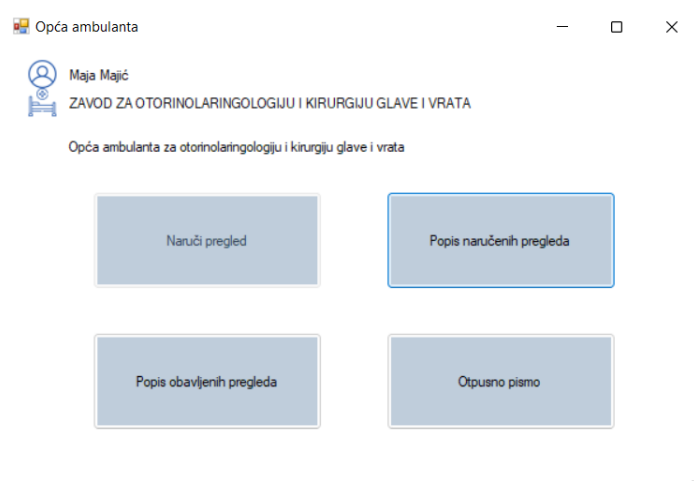 Opća ambulanta
Maja Majić
ZAVOD ZA OTORINOLARINGOLOGIJU I KIRURGIJU GLAVE I VRATA
Opća ambulanta za otorinolaringologiju i kirurgiju glave i vrata
Naruči pregled
Popis naručenih pregleda
Popis obavljenih pregleda
Otpusno pismo